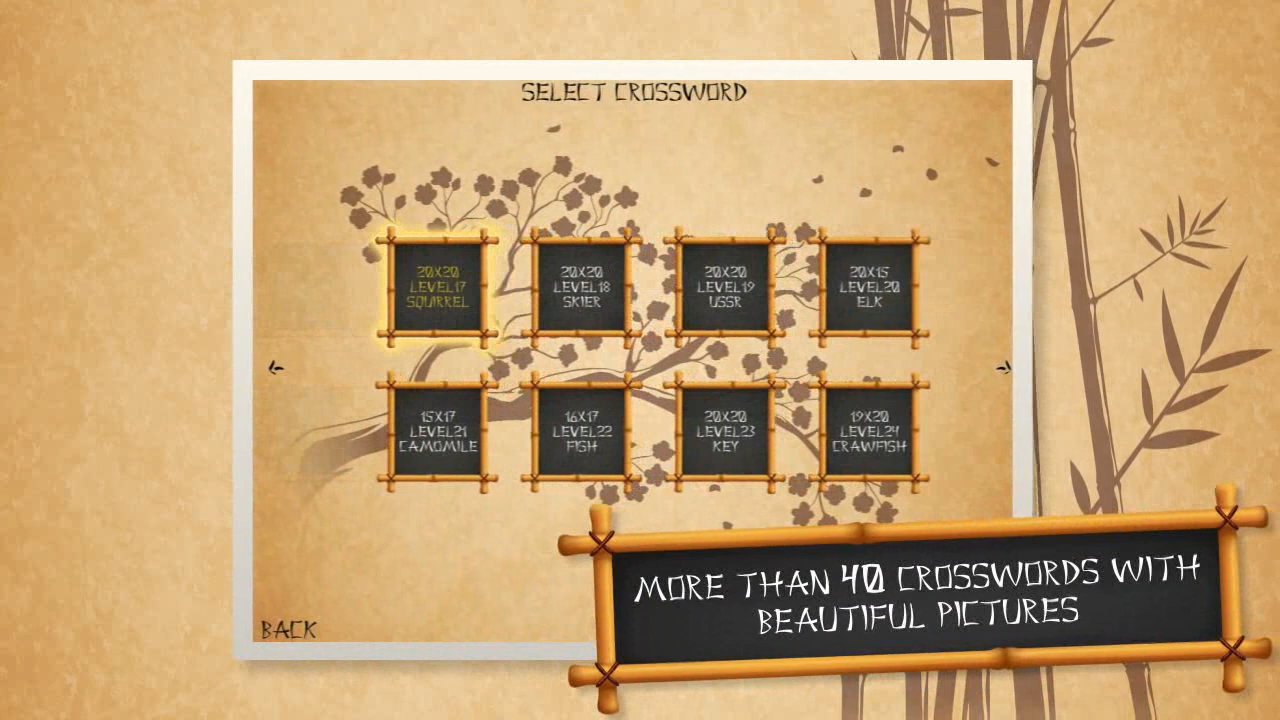 SELECT CROSSWORD
20X20
LEVEL17
SQUIRREL
20X20
LEVEL18
SKIER
20X20
LEVEL19
USSR
20X15
LEVEL20
ELK
15X17
LEVEL21
CAMOMILE
16X17
LEVEL22
FISH
20X20
LEVEL23
KEY
19X20
LEVEL24
CRAWFISH
BACK
MORE THAN 40 CROSSWORDS WITH
BEAUTIFUL PICTURES